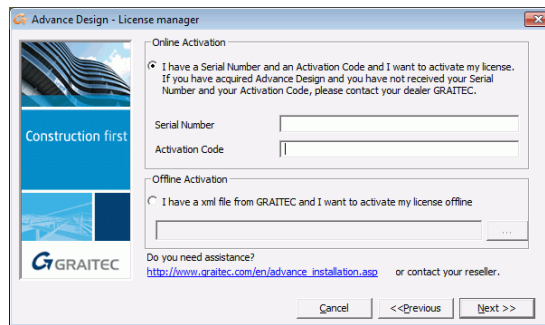 Advance Design - License manager
Online Activation
I have a Serial Number and an Activation Code and I want to activate my license.
If you have acquired Advance Design and you have not received your Serial
Number and your Activation Code, please contact your dealer GRAITEC.
Serial Number
Activation Code
Construction first
Offline Activation
I have a xml file from GRAITEC and I want to activate my license offline
...
GRAITEC
Do you need assistance?
http://www.graitec.com/en/advance_installation.asp or contact your reseller.
Cancel <<Previous Next >>